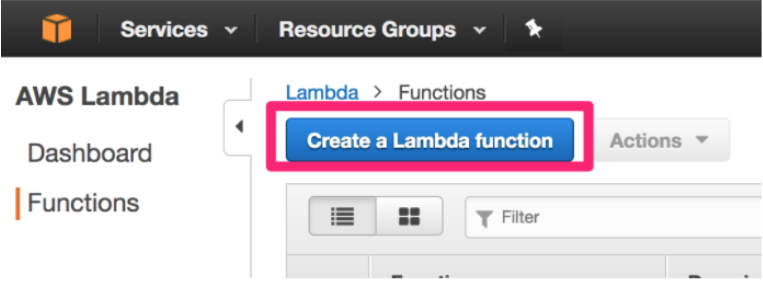 Services Resource Groups
AWS Lambda
Lambda > Functions
Create a Lambda function Actions
Dashboard
Functions
Filter